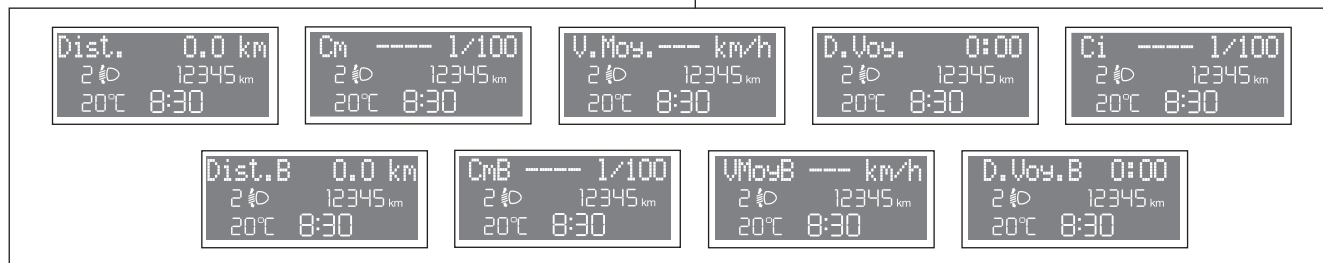 Dist. 0.0 km
2 12345 km
20°C 8:30
Cm ---- l/100
2 12345 km
20°C 8:30
V.Moy.--- km/h
2 12345 km
20°C 8:30
D.Voy. 0:00
2 12345 km
20°C 8:30
Ci ---- l/100
2 12345 km
20°C 8:30
Dist.B 0.0 km
2 12345 km
20°C 8:30
CmB ---- l/100
2 12345 km
20°C 8:30
VMoyB --- km/h
2 12345 km
20°C 8:30
D.Voy.B 0:00
2 12345 km
20°C 8:30